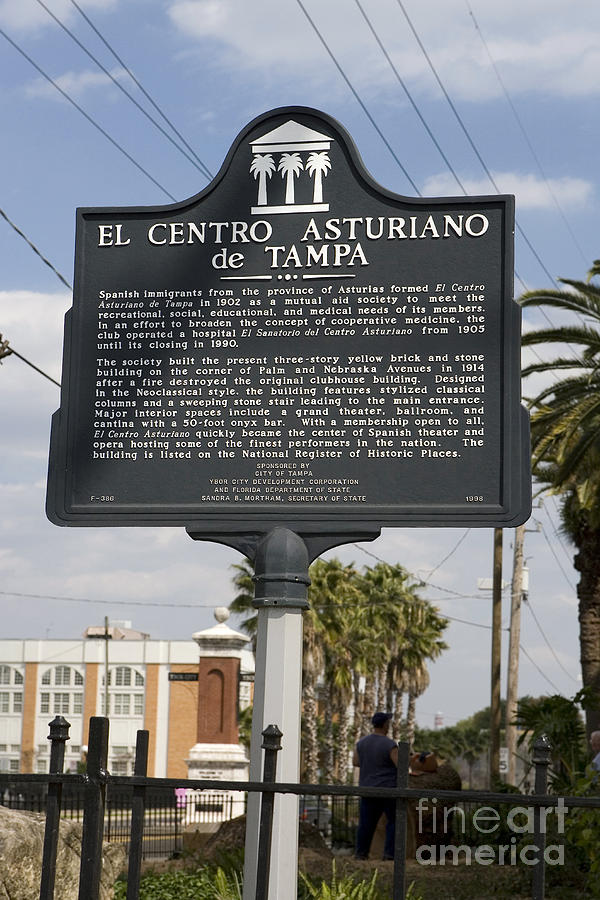 EL CENTRO ASTURIANO
de TAMPA
Spanish immigrants from the province of Asturias formed El Centro
Asturiano de Tampa in 1902 as a mutual aid society to meet the
recreational, social, educational, and medical needs of its members.
In an effort to broaden the concept of cooperative medicine, the
club operated a hospital El Sanatorio del Centro Asturiano from 1905
until its closing in 1990.
The society built the present three-story yellow brick and stone
building on the corner of Palm and Nebraska Avenues in 1914
after a fire destroyed the original clubhouse building. Designed
in the Neoclassical style, the building features stylized classical
columns and a sweeping stone stair leading to the main entrance.
Major interior spaces include a grand theater, ballroom, and
cantina with a 50-foot onyx bar. With a membership open to all,
El Centro Asturiano quickly became the center of Spanish theater and
opera hosting some of the finest performers in the nation. The
building is listed on the National Register of Historic Places.
SPONSORED BY
CITY OF TAMPA
YBOR CITY DEVELOPMENT CORPORATION
AND FLORIDA DEPARTMENT OF STATE
F-386 SANDRA B. MORTHAM, SECRETARY OF STATE 1998
fine art
america